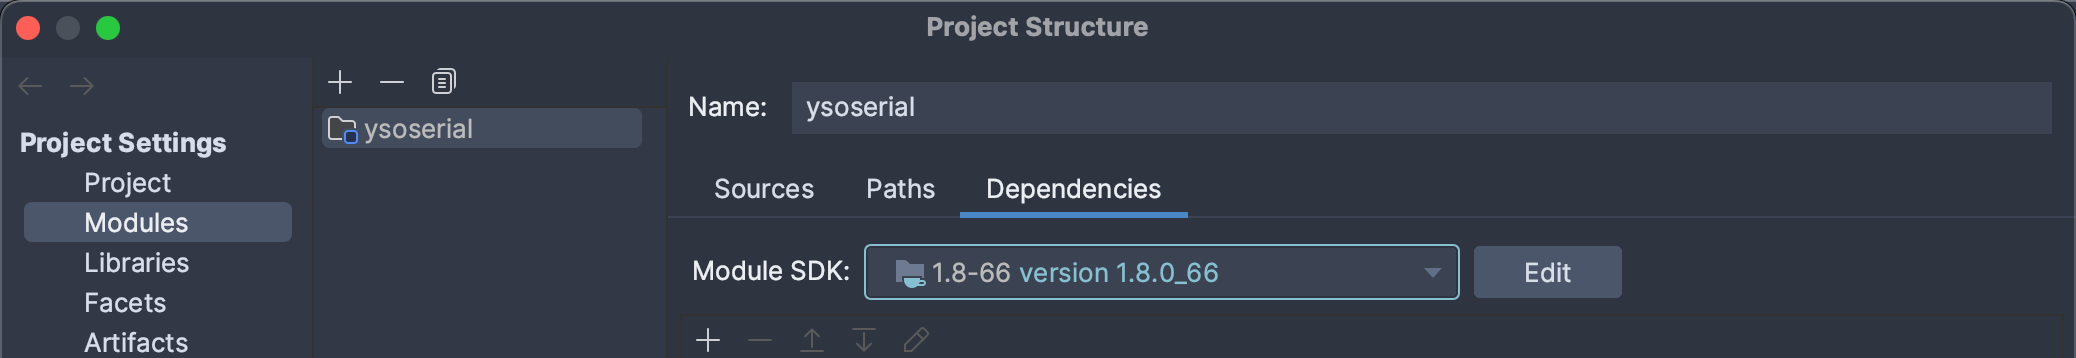 Project Structure
Project Settings
Project
Modules
Libraries
Facets
Artifacts
ysoserial
Name: ysoserial
Sources Paths Dependencies
Module SDK: 1.8-66 version 1.8.0_66 Edit